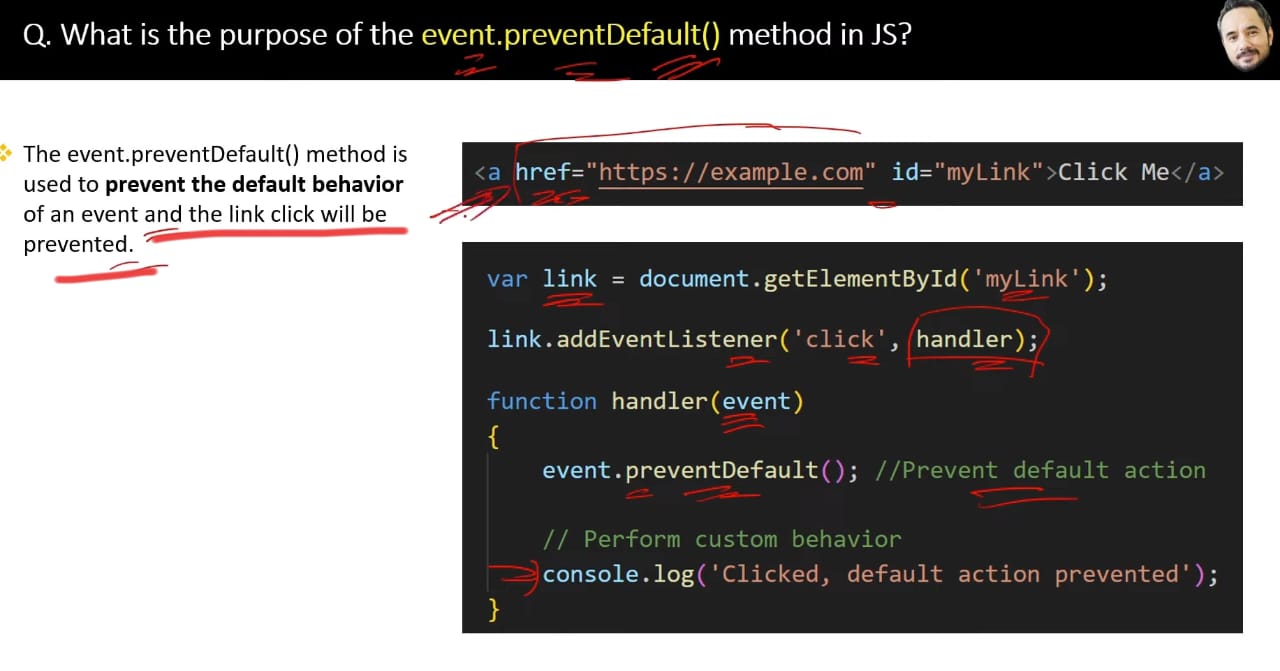 Q. What is the purpose of the event.preventDefault() method in JS?
The event.preventDefault() method is
used to prevent the default behavior
of an event and the link click will be
prevented.
<a href="https://example.com" id="myLink">Click Me</a>
var link = document.getElementById('myLink');
link.addEventListener('click', handler);
function handler(event)
{
event.preventDefault(); //Prevent default action
// Perform custom behavior
console.log('Clicked, default action prevented');
}